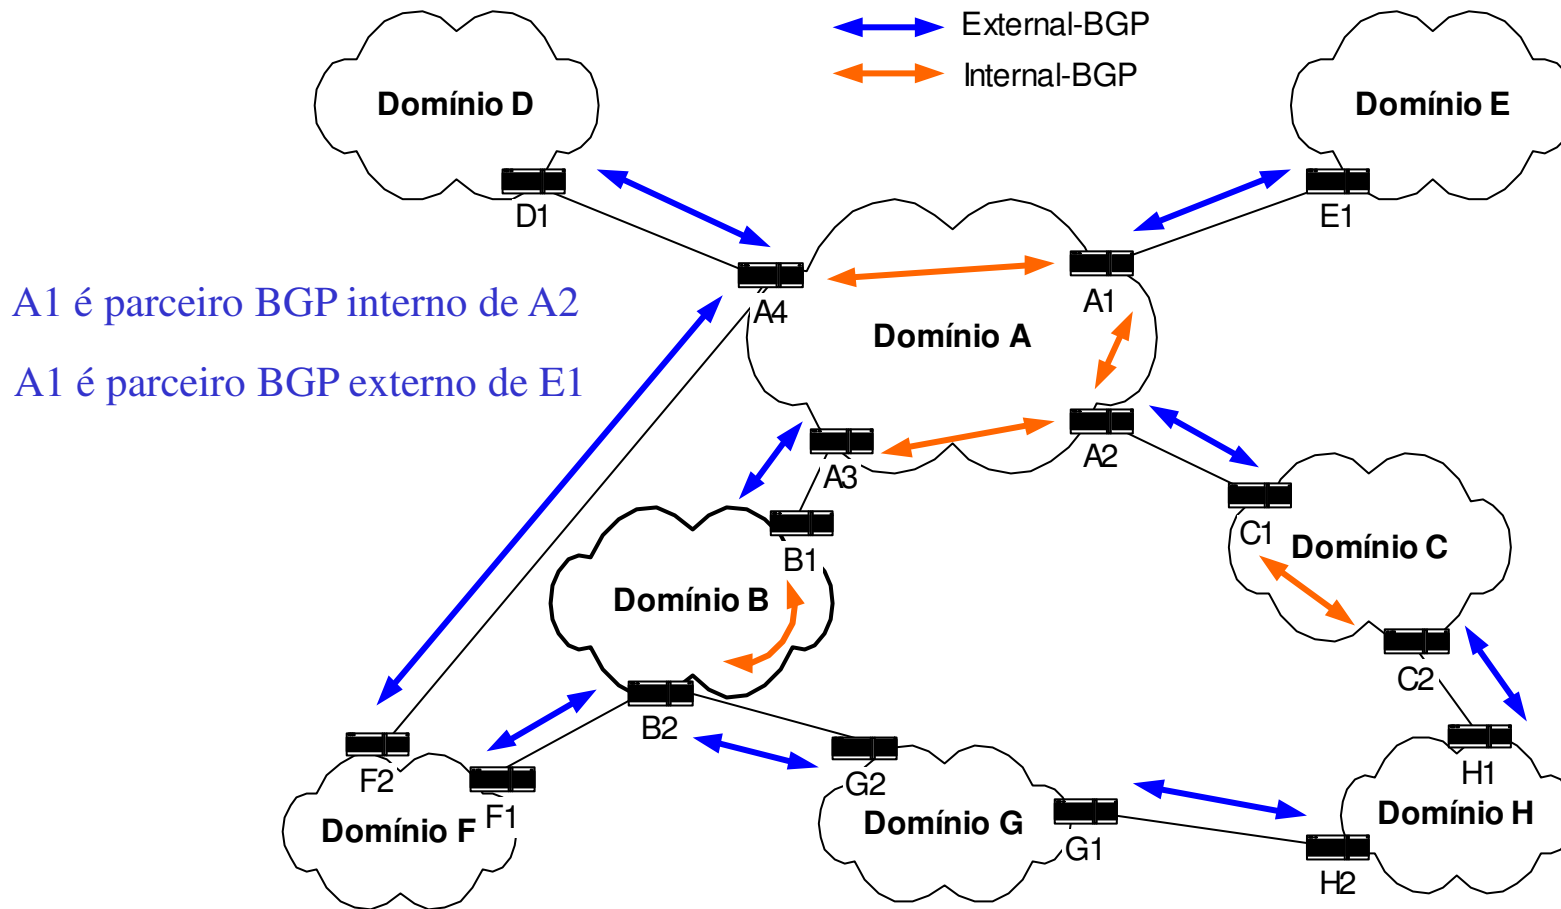 External-BGP
Internal-BGP
Domínio D
Domínio E
D1
E1
A1 é parceiro BGP interno de A2
A4
A1
Domínio A
A1 é parceiro BGP externo de E1
A3
A2
C1
Domínio C
B1
Domínio B
C2
B2
F2
G2
H1
F1
Domínio F
Domínio G
G1
Domínio H
H2